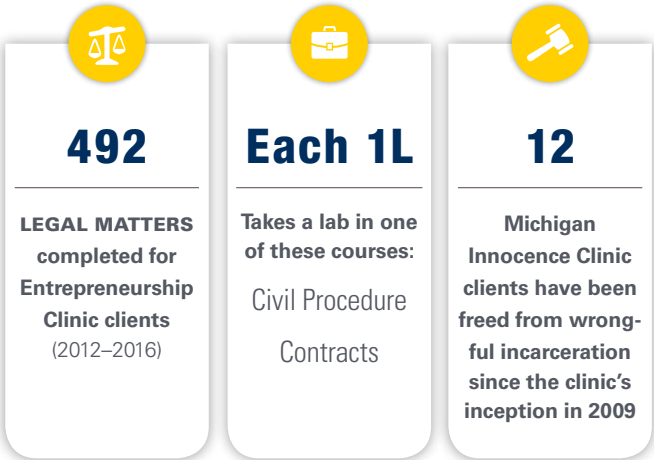 492
LEGAL MATTERS
completed for
Entrepreneurship
Clinic clients
(2012–2016)
Each 1L
Takes a lab in one
of these courses:
Civil Procedure
Contracts
12
Michigan
Innocence Clinic
clients have been
freed from wrong-
ful incarceration
since the clinic’s
inception in 2009